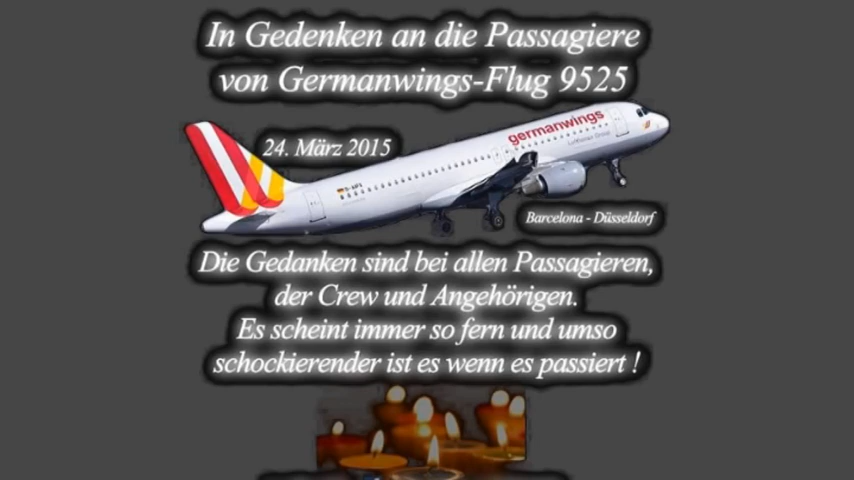 In Gedenken an die Passagiere
von Germanwings-Flug 9525
germanwings
Lufthansa Group
24. März 2015
Barcelona - Düsseldorf
Die Gedanken sind bei allen Passagieren,
der Crew und Angehörigen.
Es scheint immer so fern und umso
schockierender ist es wenn es passiert !